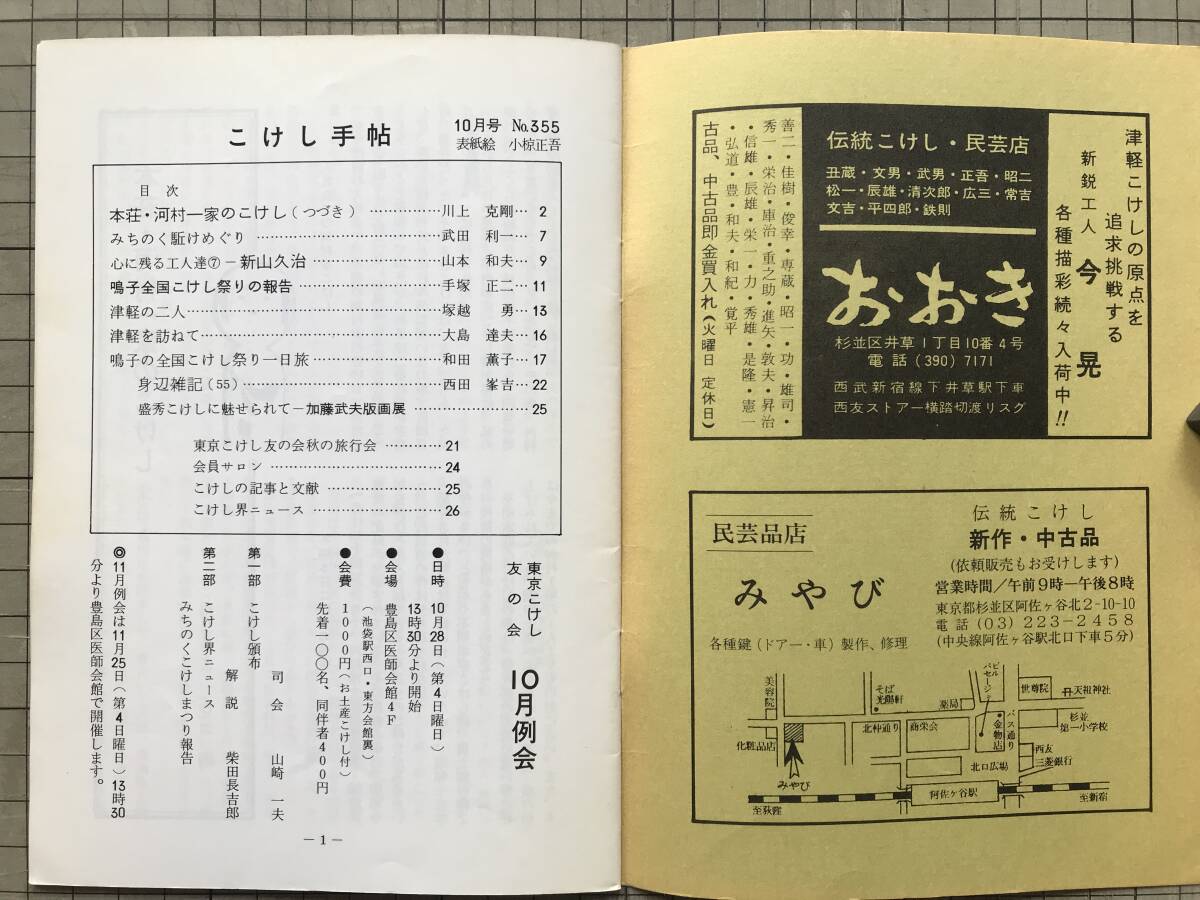 こけし手帖
10月号 No.355
表紙絵 小椋正吾
目次
本荘・河村一家のこけし(つづき)…………川上 克剛… 2
みちのく駈けめぐり…………武田 利一… 7
心に残る工人達⑦-新山久治…………山本 和夫… 9
鳴子全国こけし祭りの報告…………手塚 正二… 11
津軽の二人…………塚越 勇… 13
津軽を訪ねて…………大島 達夫… 16
鳴子の全国こけし祭り一日旅…………和田 薫子… 17
身辺雑記(55)…………西田 峯吉… 22
盛秀こけしに魅せられて-加藤武夫版画展………… 25
東京こけし友の会秋の旅行会………… 21
会員サロン………… 24
こけしの記事と文献………… 25
こけし界ニュース………… 26
東京こけし友の会 10月例会
●日時 10月28日(第4日曜日)
13時30分より開始
●会場 豊島区医師会館4F
(池袋駅西口・東方会館裏)
●会費 1000円(お土産こけし付)
先着一〇〇名、同伴者400円
司会 山崎一夫
第一部 こけし頒布
解説 柴田長吉郎
第二部 こけし界ニュース
みちのくこけしまつり報告
◎11月例会は11月25日(第4日曜日)13時30
分より豊島区医師会館で開催します。
-1-
津軽こけしの原点を
追求挑戦する
新鋭工人 今 晃
各種描彩続々入荷中!!
伝統こけし・民芸店
丑蔵・文男・武男・正吾・昭二
松一・辰雄・清次郎・広三・常吉
文吉・平四郎・鉄則
おおき
杉並区井草1丁目10番4号
電話(390)7171
西武新宿線下井草駅下車
西友ストアー横踏切渡リスグ
善二・佳樹・俊幸・専蔵・昭一・功・雄司・
秀一・栄治・庫治・重之助・進矢・敦夫・昇治
・信雄・辰雄・栄一・力・秀雄・是隆・憲一
・弘道・豊・和夫・和紀・覚平
古品、中古品即金買入れ(火曜日 定休日)
民芸品店
みやび
各種鍵(ドアー・車)製作、修理
伝統こけし
新作・中古品
(依頼販売もお受けします)
営業時間/午前9時―午後8時
東京都杉並区阿佐ヶ谷北2-10-10
電話(03)223-2458
(中央線阿佐ヶ谷駅北口下車5分)
美容院
化粧品店
みやび
そば
光陽軒
北仲通り
薬局
商栄会
ビル
パセージ
金物店
バス通り
世尊院
天祖神社
杉並
第一小学校
西友
三菱銀行
北口広場
阿佐ケ谷駅
至荻窪
至新宿